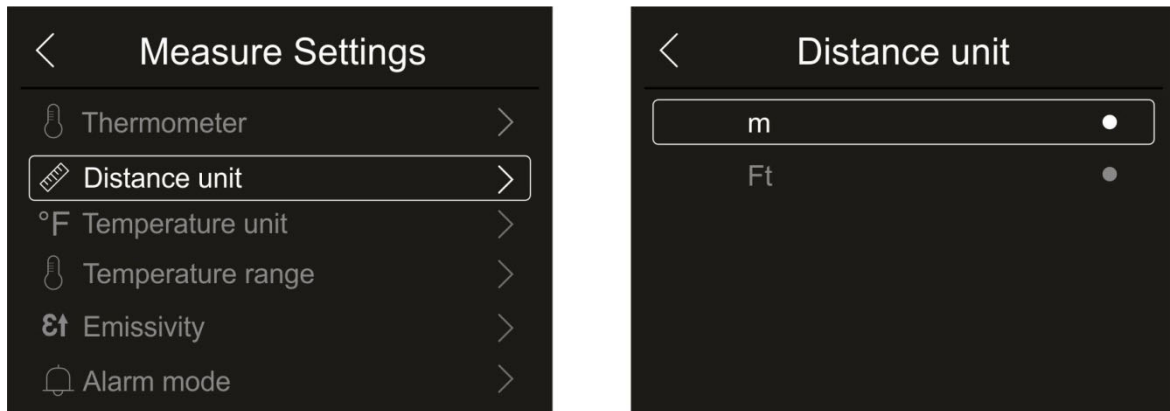 Measure Settings
Thermometer
Distance unit
°F Temperature unit
Temperature range
ε Emissivity
Alarm mode
Distance unit
m
Ft